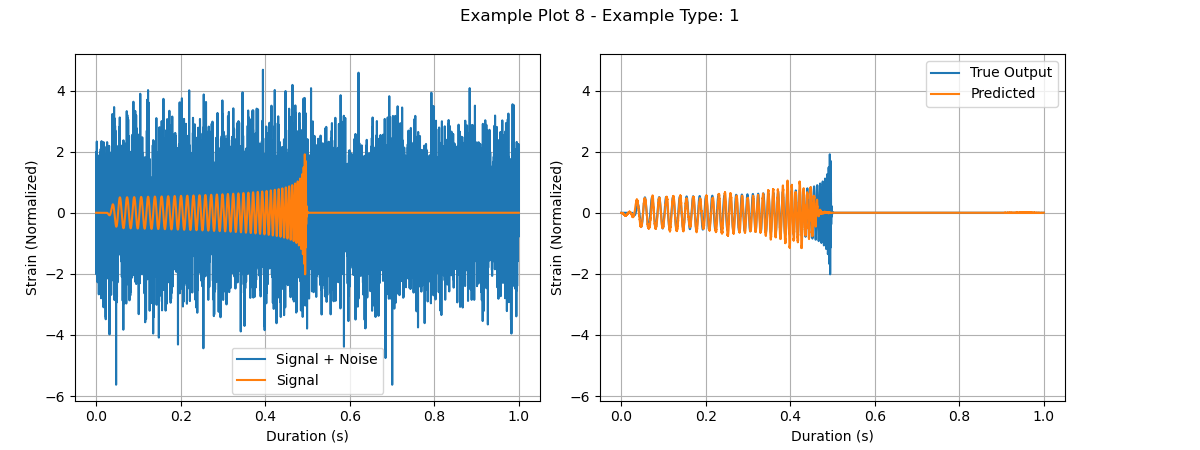 Example Plot 8 - Example Type: 1
Strain (Normalized)
4
2
0
−2
−4
−6
Signal + Noise
Signal
0.0 0.2 0.4 0.6 0.8 1.0
Duration (s)
Strain (Normalized)
4
2
0
−2
−4
−6
True Output
Predicted
0.0 0.2 0.4 0.6 0.8 1.0
Duration (s)